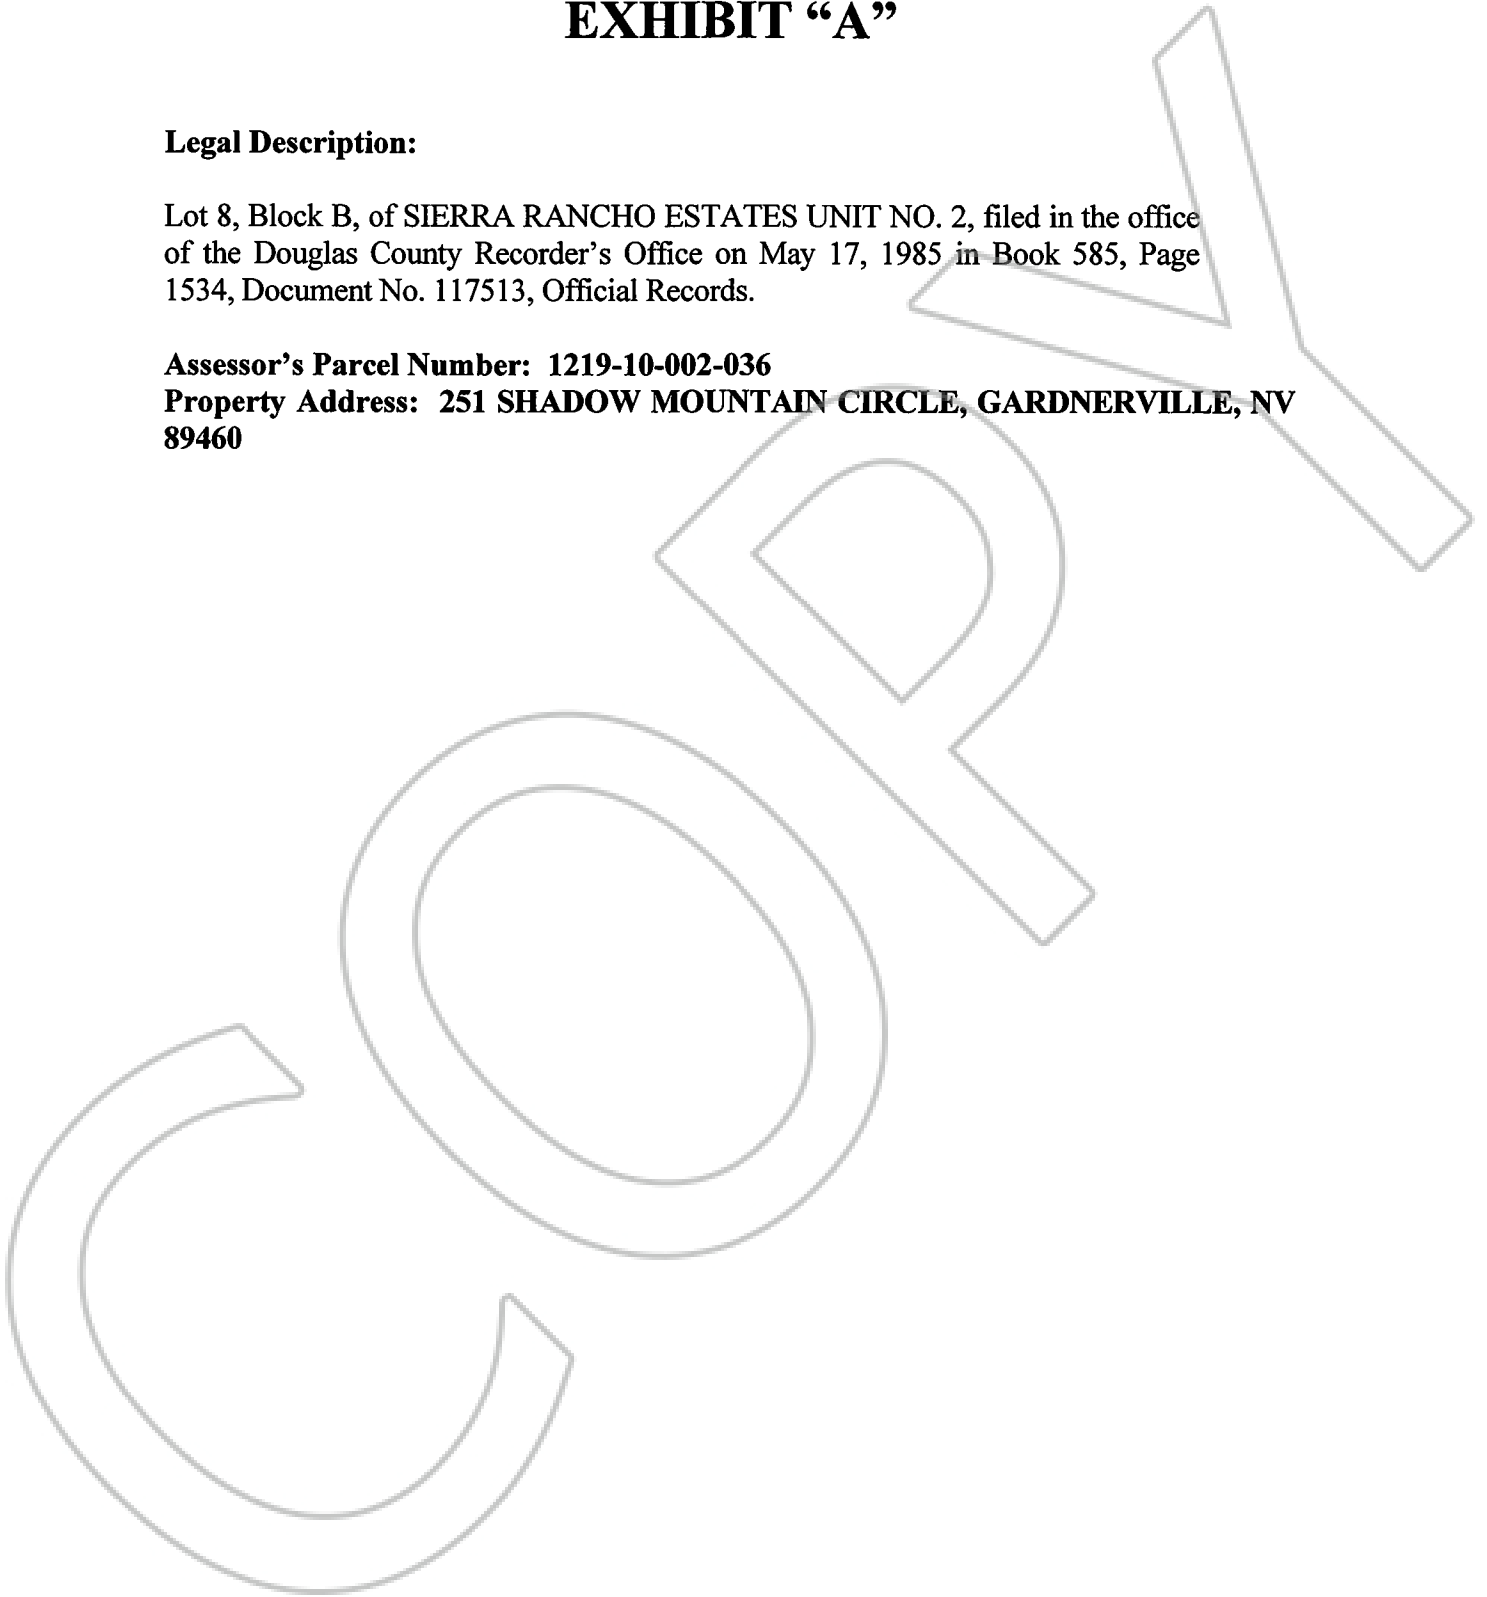 EXHIBIT “A”
Legal Description:
Lot 8, Block B, of SIERRA RANCHO ESTATES UNIT NO. 2, filed in the office
of the Douglas County Recorder’s Office on May 17, 1985 in Book 585, Page
1534, Document No. 117513, Official Records.
Assessor’s Parcel Number: 1219-10-002-036
Property Address: 251 SHADOW MOUNTAIN CIRCLE, GARDNERVILLE, NV
89460
COPY